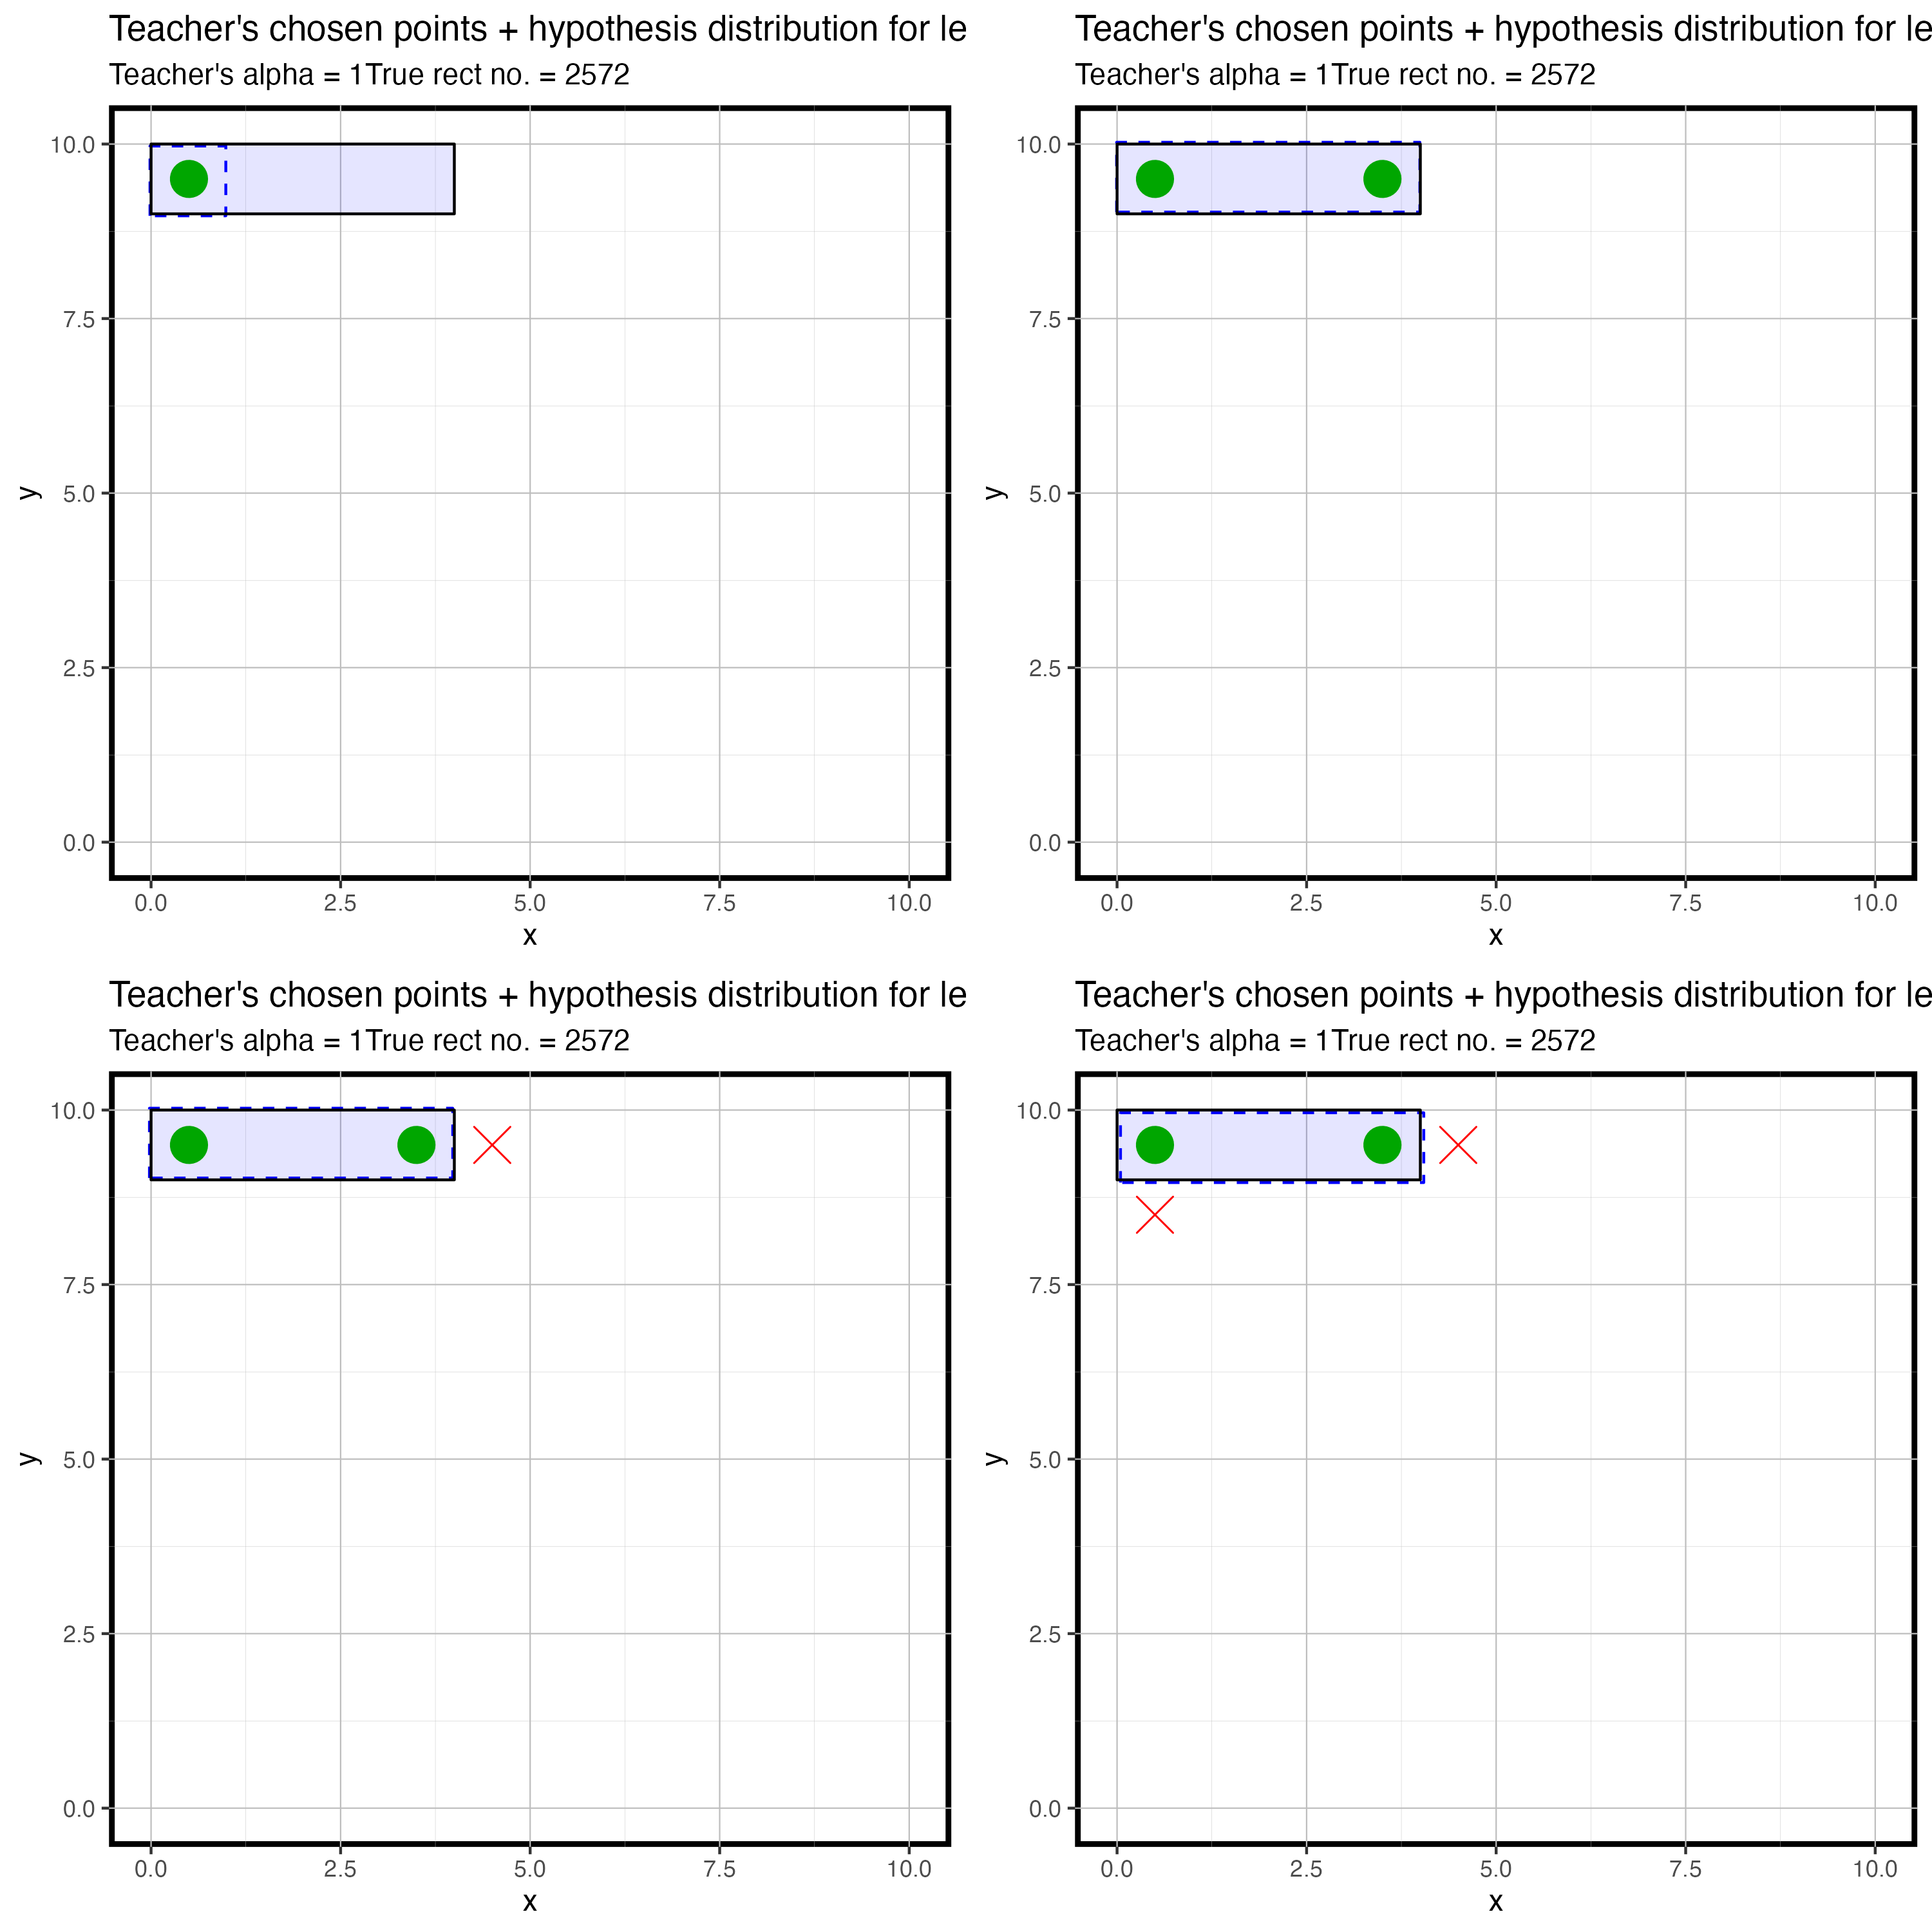 Teacher's chosen points + hypothesis distribution for le
Teacher's alpha = 1True rect no. = 2572
10.0
7.5
5.0
2.5
0.0
y
0.0 2.5 5.0 7.5 10.0
x
Teacher's chosen points + hypothesis distribution for le
Teacher's alpha = 1True rect no. = 2572
10.0
7.5
5.0
2.5
0.0
y
0.0 2.5 5.0 7.5 10.0
x
Teacher's chosen points + hypothesis distribution for le
Teacher's alpha = 1True rect no. = 2572
10.0
7.5
5.0
2.5
0.0
y
0.0 2.5 5.0 7.5 10.0
x
Teacher's chosen points + hypothesis distribution for le
Teacher's alpha = 1True rect no. = 2572
10.0
7.5
5.0
2.5
0.0
y
0.0 2.5 5.0 7.5 10.0
x